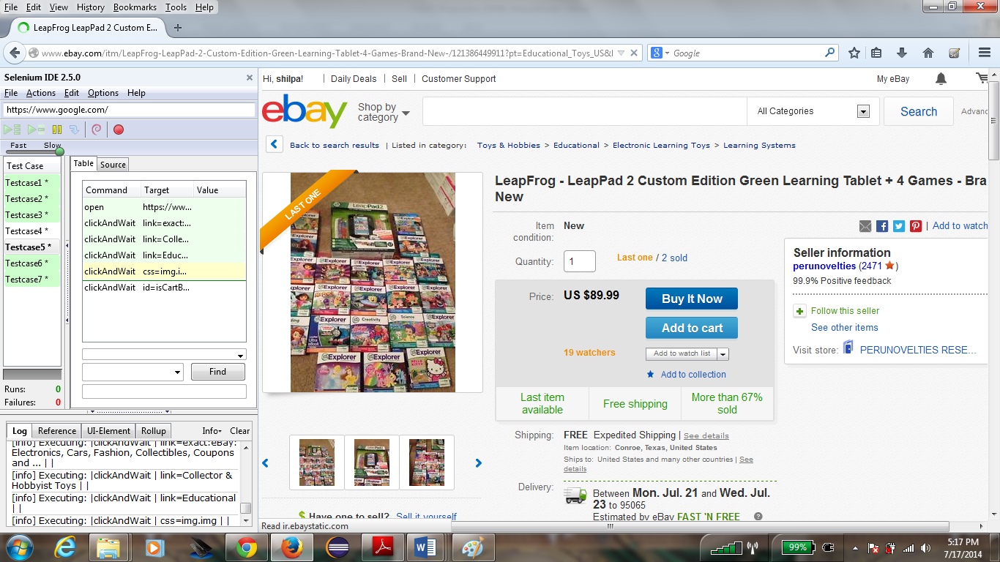 File Edit View History Bookmarks Tools Help
LeapFrog LeapPad 2 Custom E...
www.ebay.com/itm/LeapFrog-LeapPad-2-Custom-Edition-Green-Learning-Tablet-4-Games-Brand-New-/121386449911?pt=Educational_Toys_US&
Google
Selenium IDE 2.5.0
File Actions Edit Options Help
https://www.google.com/
Fast Slow
Test Case
Testcase1 *
Testcase2 *
Testcase3 *
Testcase4 *
Testcase5 *
Testcase6 *
Testcase7 *
Table Source
Command Target Value
open https://ww...
clickAndWait link=exact:...
clickAndWait link=Colle...
clickAndWait link=Educ...
clickAndWait css=img.i...
clickAndWait id=isCartB...
Find
Runs: 0
Failures: 0
Log Reference UI-Element Rollup Info Clear
[info] Executing: |clickAndWait | link=exact:eBay:
Electronics, Cars, Fashion, Collectibles, Coupons
and ... | |
[info] Executing: |clickAndWait | link=Collector &
Hobbyist Toys | |
[info] Executing: |clickAndWait | link=Educational
| |
[info] Executing: |clickAndWait | css=img.img | |
Hi, shilpa! | Daily Deals | Sell | Customer Support My eBay
ebay Shop by
category
All Categories Search Advanc
Back to search results | Listed in category: Toys & Hobbies > Educational > Electronic Learning Toys > Learning Systems
LAST ONE
LeapPad2
Explorer
Explorer
Explorer
Explorer
Creativity
Science
Explorer
Explorer
Explorer
HELLO KITTY
LeapFrog - LeapPad 2 Custom Edition Green Learning Tablet + 4 Games - Bra
New
Item
condition: New
Quantity: 1 Last one / 2 sold
Price: US $89.99 Buy It Now
Add to cart
19 watchers Add to watch list
Add to collection
Last item
available
Free shipping
More than 67%
sold
Shipping: FREE Expedited Shipping | See details
Item location: Conroe, Texas, United States
Ships to: United States and many other countries | See
details
Delivery: Between Mon. Jul. 21 and Wed. Jul.
23 to 95065
Estimated by eBay FAST 'N FREE
| Add to watch
Seller information
perunovelties (2471)
99.9% Positive feedback
Follow this seller
See other items
Visit store: PERUNOVELTIES RESE...
$ Have one to sell? Sell it yourself
Read ir.ebaystatic.com
99%
5:17 PM
7/17/2014